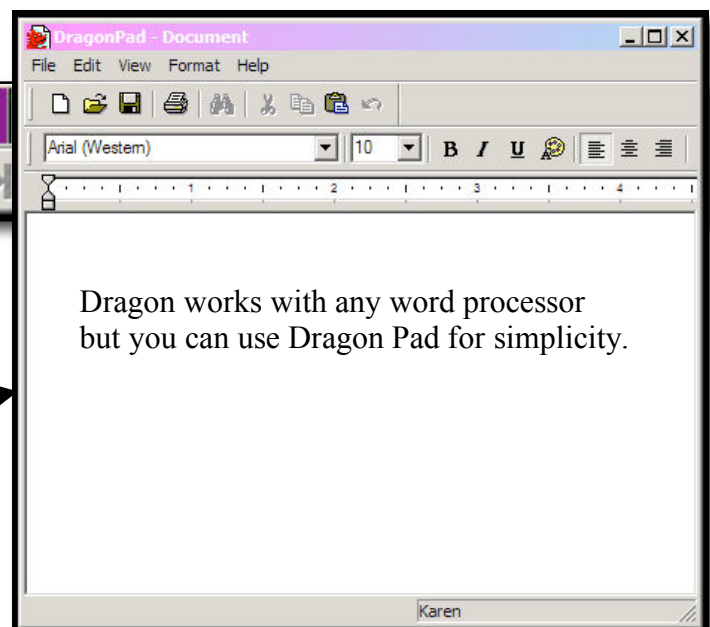 DragonPad - Document
File Edit View Format Help
Arial (Western) 10 B I U
1 2 3 4
Dragon works with any word processor
but you can use Dragon Pad for simplicity.
Karen